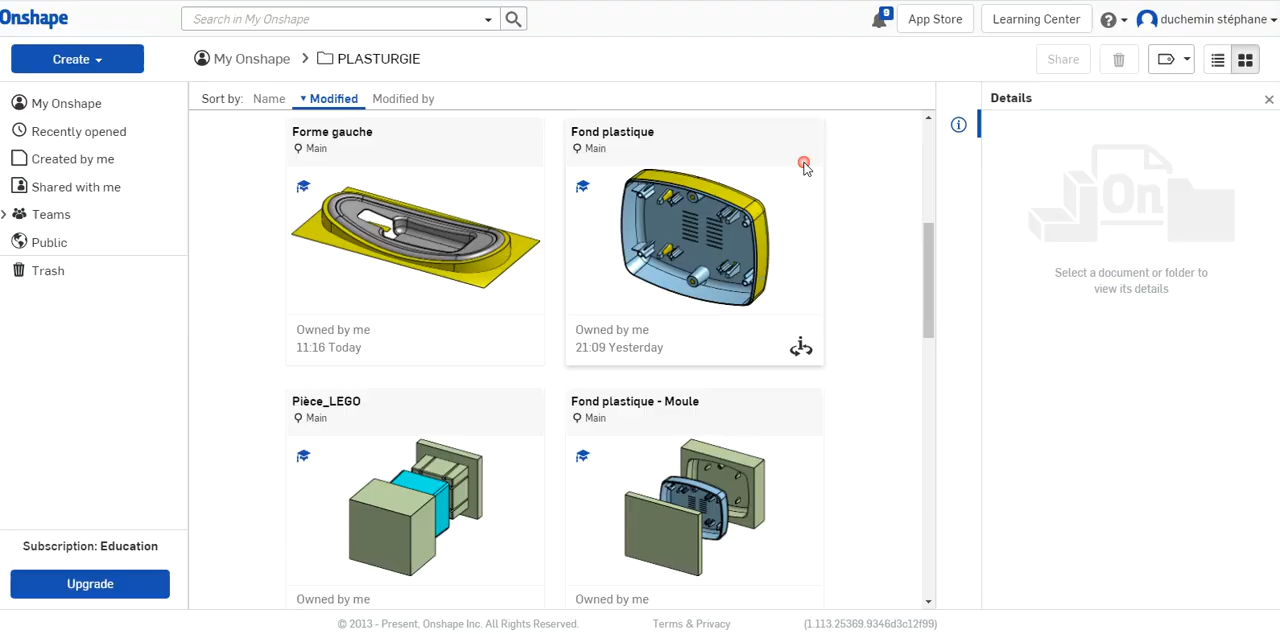 Onshape
Search in My Onshape
9
App Store
Learning Center
duchemin stéphane
Create
My Onshape
PLASTURGIE
Share
My Onshape
Recently opened
Created by me
Shared with me
Teams
Public
Trash
Subscription: Education
Upgrade
Sort by: Name Modified Modified by
Forme gauche
Main
Owned by me
11:16 Today
Fond plastique
Main
Owned by me
21:09 Yesterday
Pièce_LEGO
Main
Owned by me
Fond plastique - Moule
Main
Owned by me
Details
On
Select a document or folder to
view its details
© 2013 - Present, Onshape Inc. All Rights Reserved.
Terms & Privacy
(1.113.25369.9346d3c12f99)